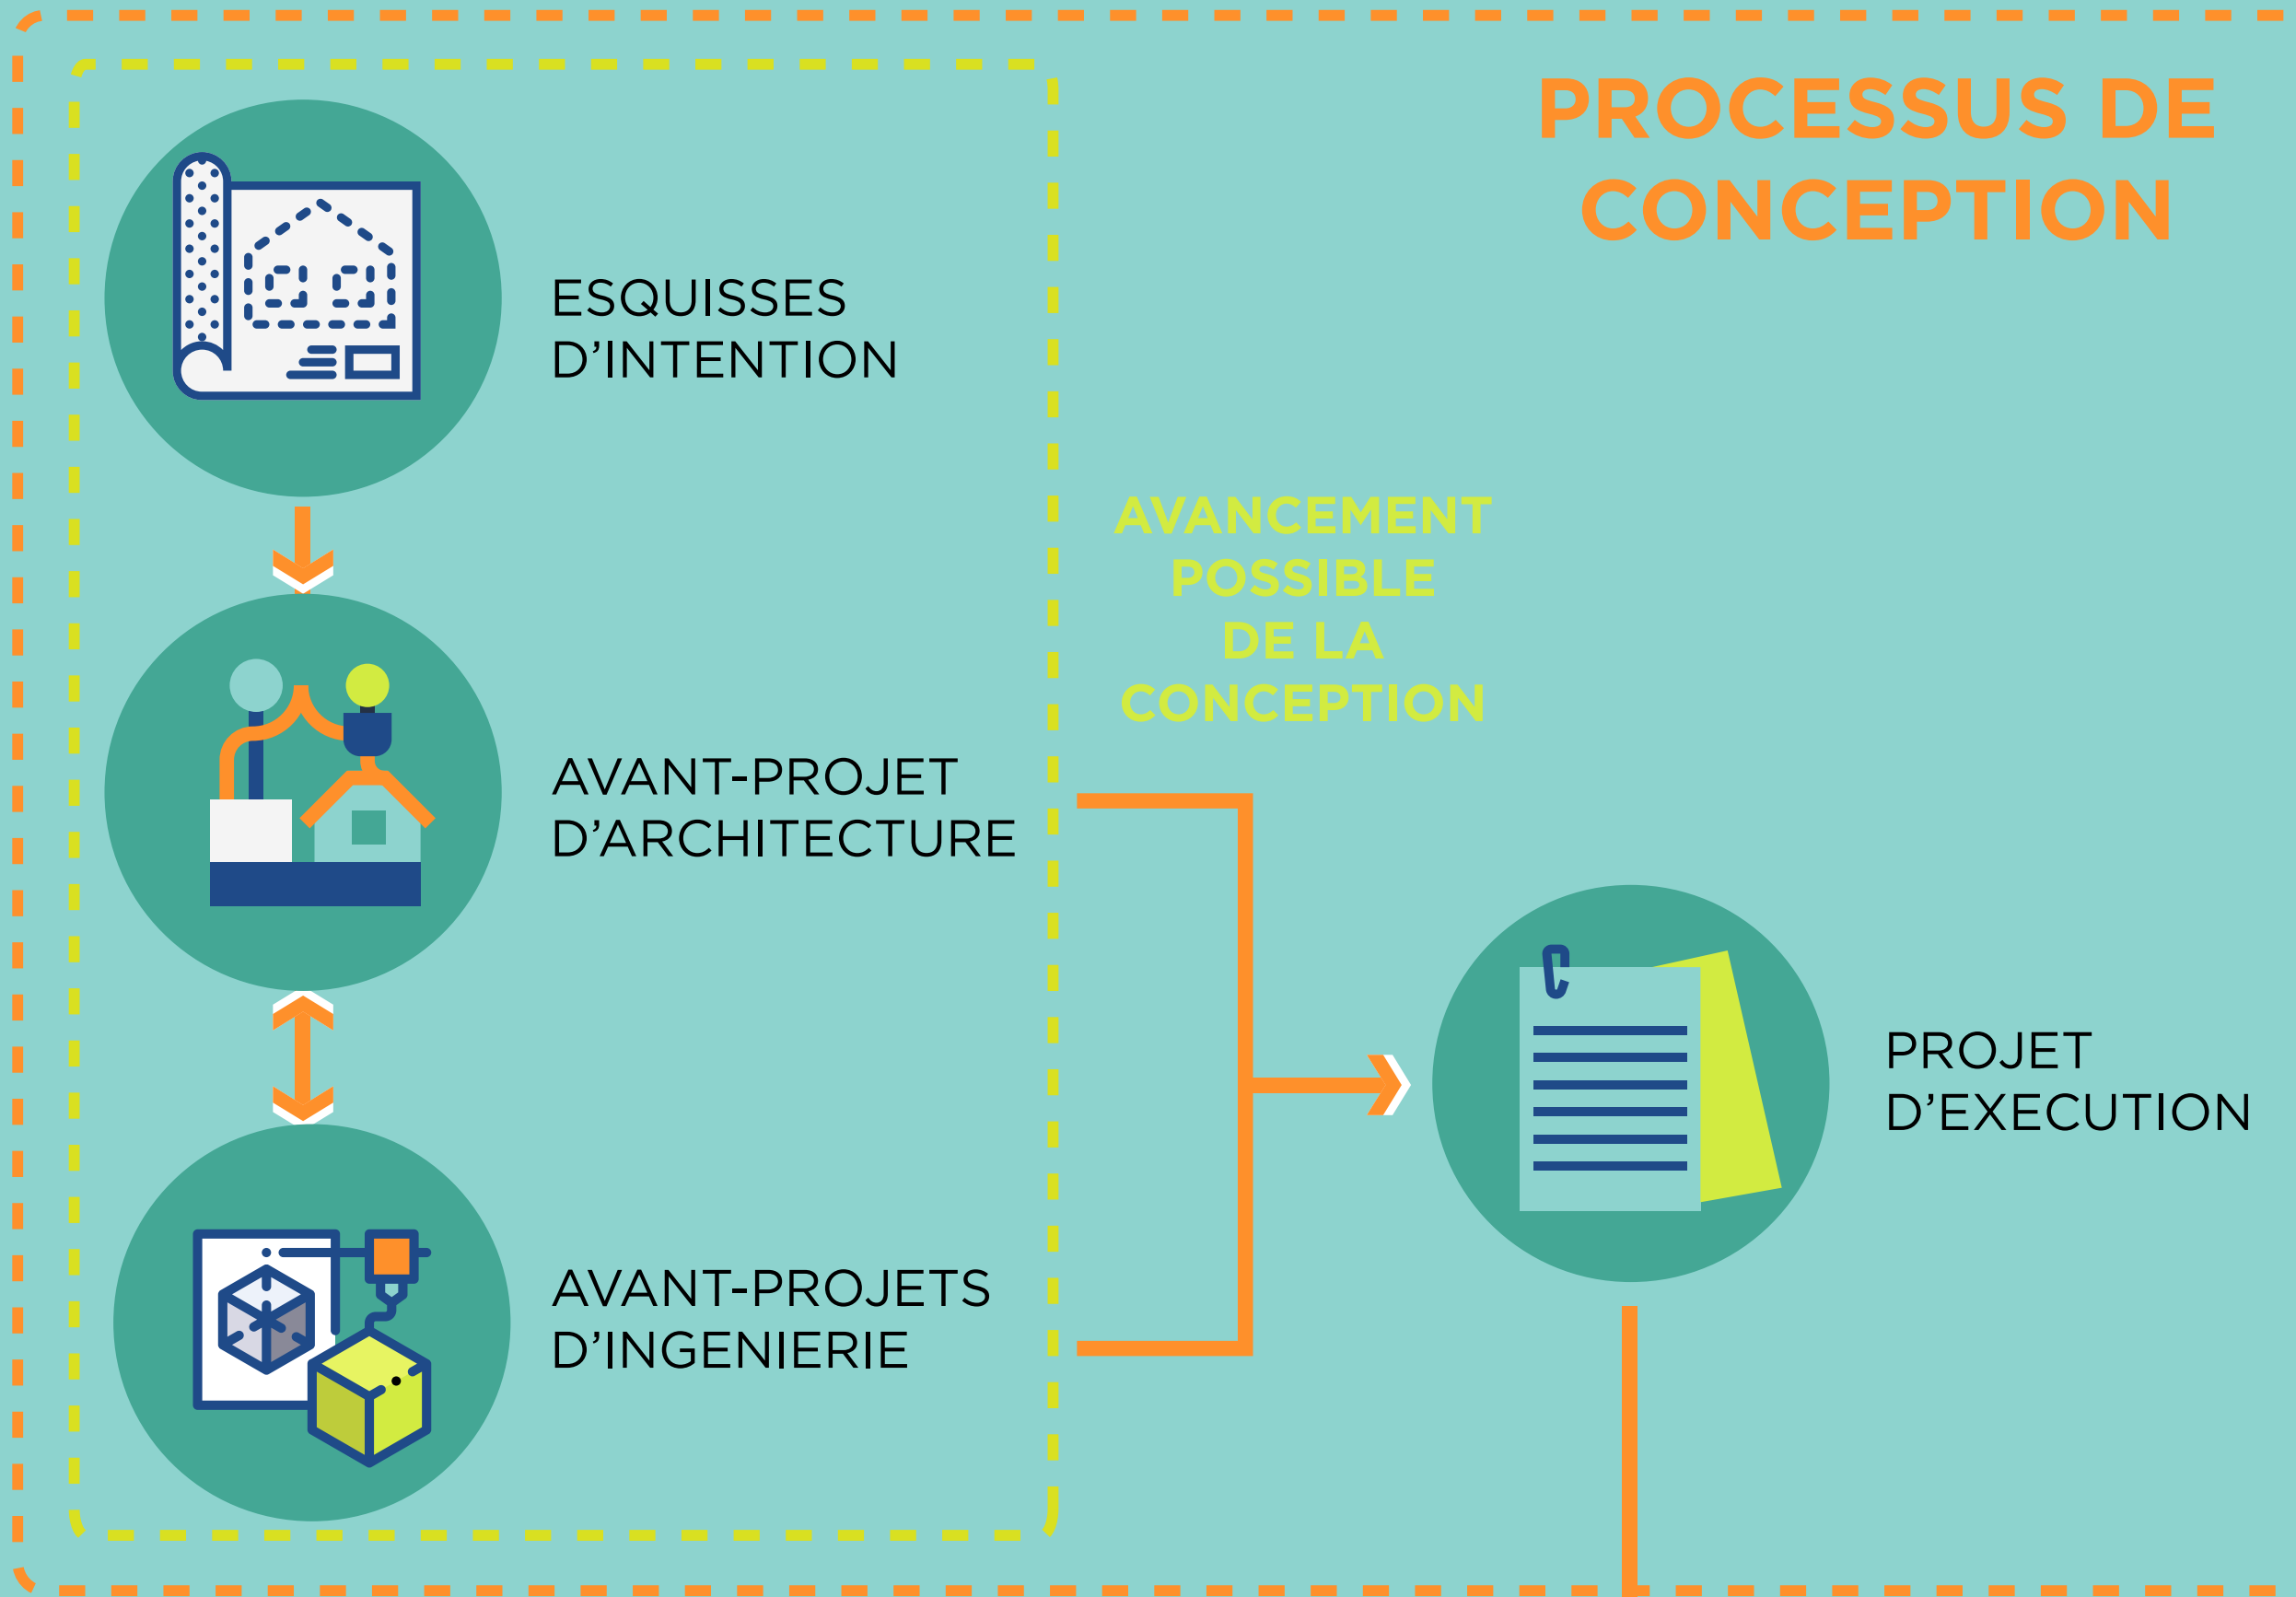 PROCESSUS DE
CONCEPTION
ESQUISSES
D'INTENTION
AVANCEMENT
POSSIBLE
DE LA
CONCEPTION
AVANT-PROJET
D'ARCHITECTURE
PROJET
D'EXECUTION
AVANT-PROJETS
D'INGENIERIE